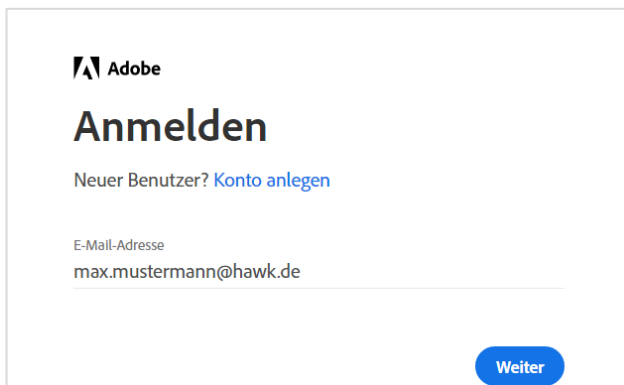 Adobe
Anmelden
Neuer Benutzer? Konto anlegen
E-Mail-Adresse
max.mustermann@hawk.de
Weiter